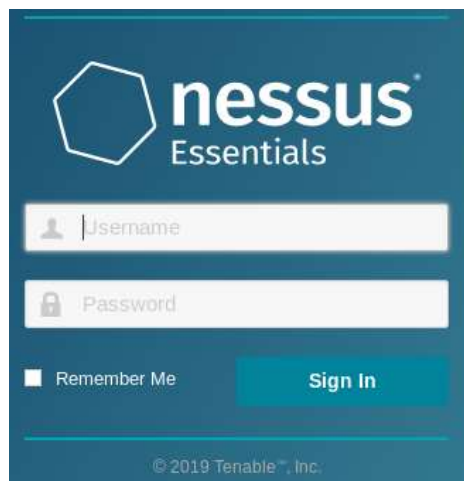 nessus
Essentials
Username
Password
Remember Me
Sign In
© 2019 Tenable™, Inc.